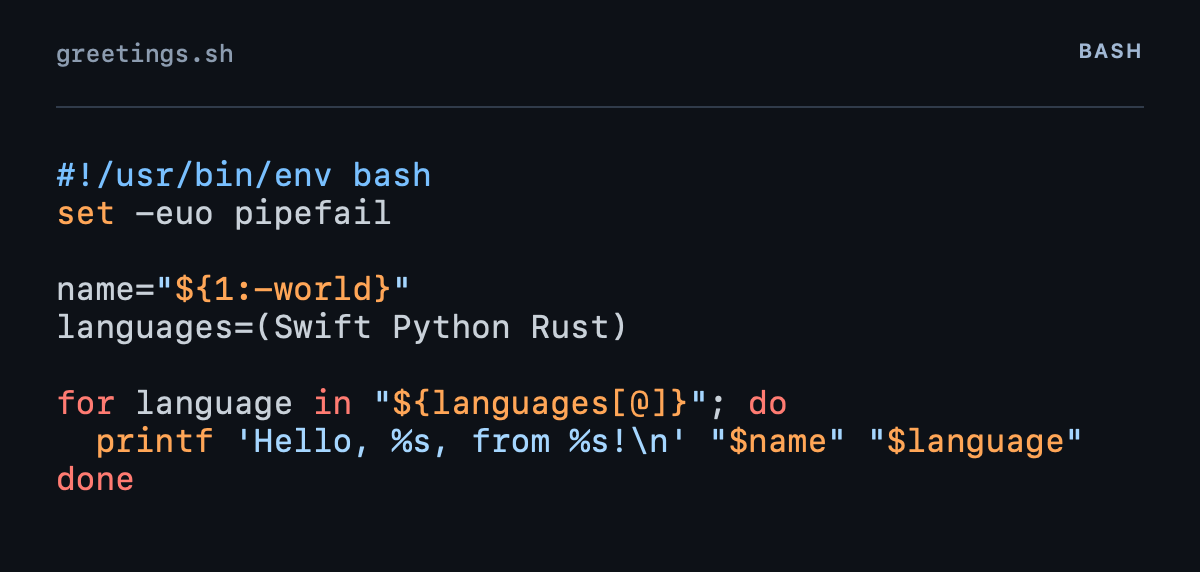 greetings.sh
BASH
#!/usr/bin/env bash
set -euo pipefail

name="${1:-world}"
languages=(Swift Python Rust)

for language in "${languages[@]}"; do
  printf 'Hello, %s, from %s!\n' "$name" "$language"
done